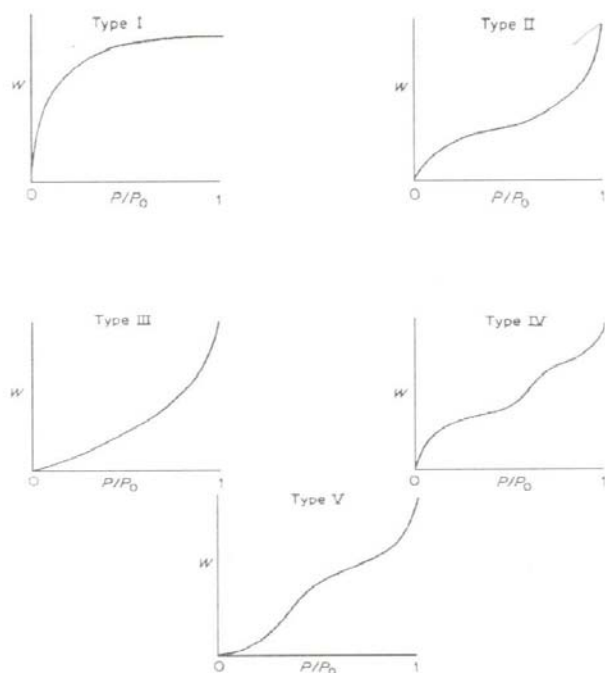 Type I
W
O P/P₀ 1
Type II
W
O P/P₀ 1
Type III
W
O P/P₀ 1
Type IV
W
O P/P₀ 1
Type V
W
O P/P₀ 1